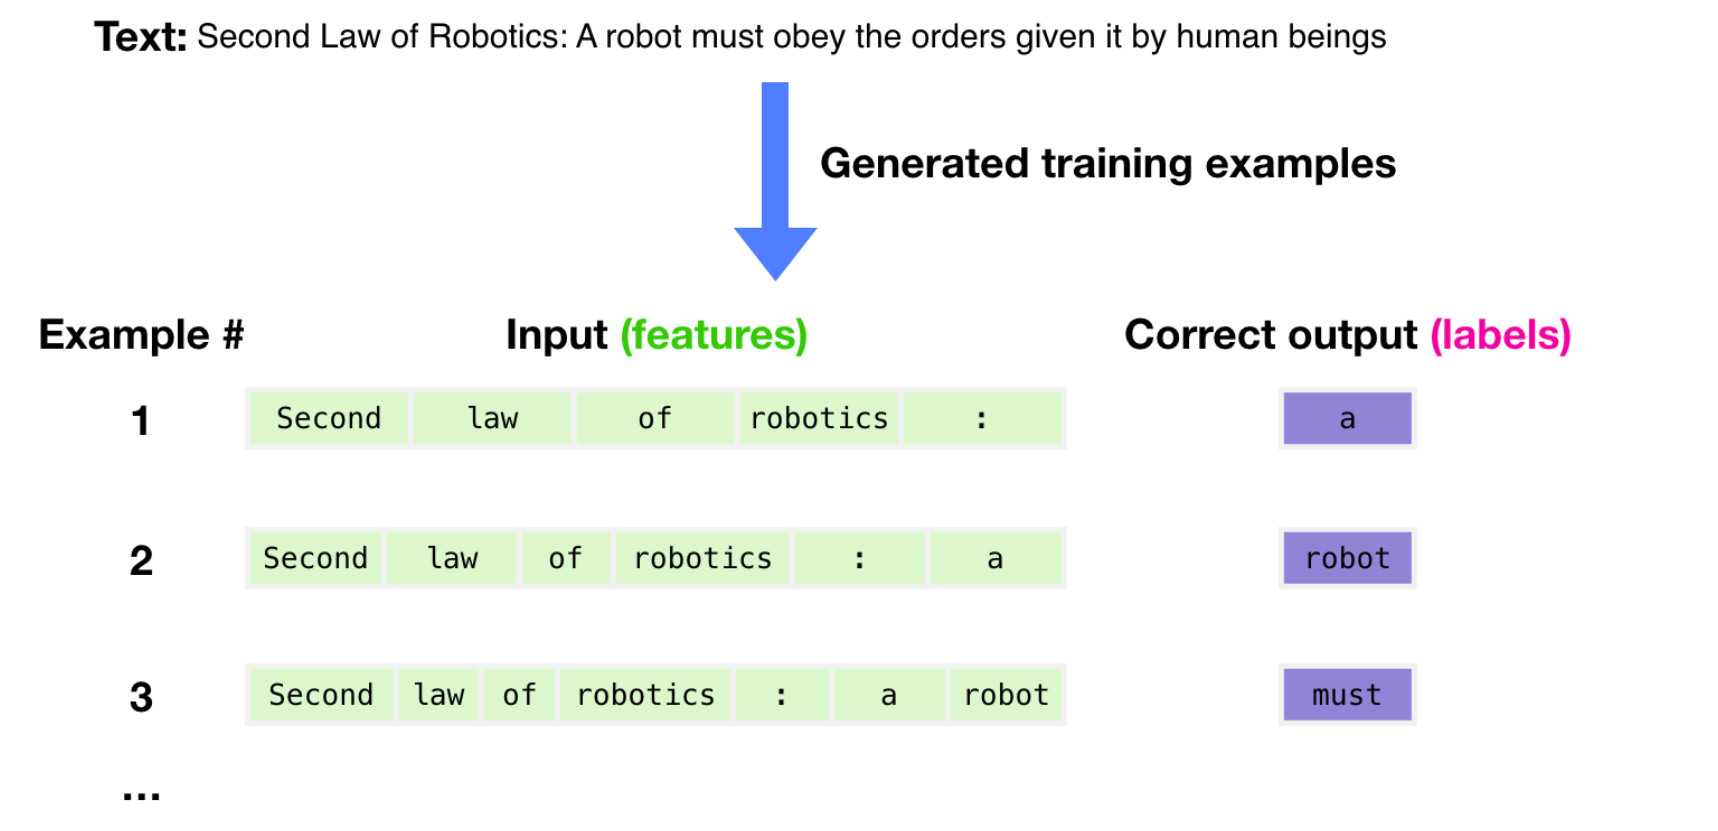 Text: Second Law of Robotics: A robot must obey the orders given it by human beings
Generated training examples
Example # Input (features) Correct output (labels)
1 Second law of robotics : a
2 Second law of robotics : a robot
3 Second law of robotics : a robot must
...